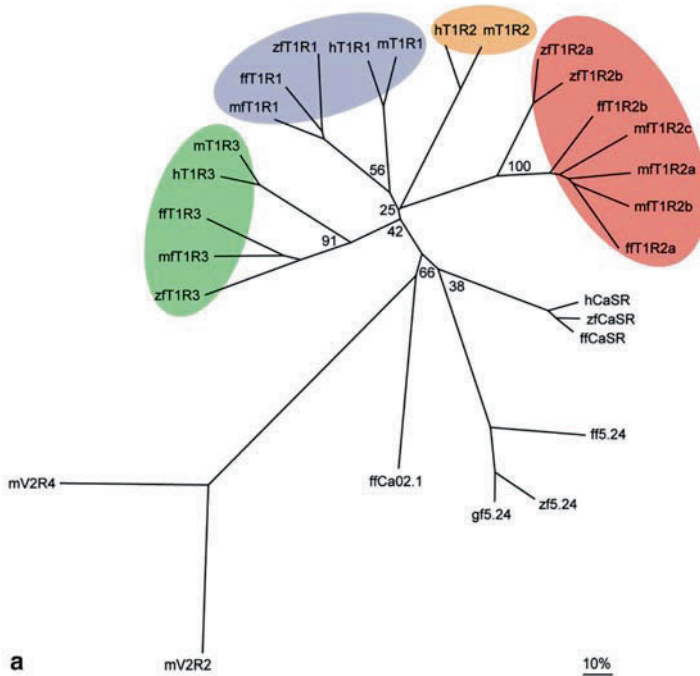 hT1R2 mT1R2
zfT1R1
hT1R1
mT1R1
zfT1R2a
zfT1R2b
ffT1R1
mfT1R1
ffT1R2b
mfT1R2c
mT1R3
hT1R3
mfT1R2a
mfT1R2b
ffT1R2a
ffT1R3
mfT1R3
zfT1R3
56
100
25
42
91
66
38
hCaSR
zfCaSR
ffCaSR
ff5.24
ffCa02.1
gf5.24
zf5.24
mV2R4
mV2R2
a
10%